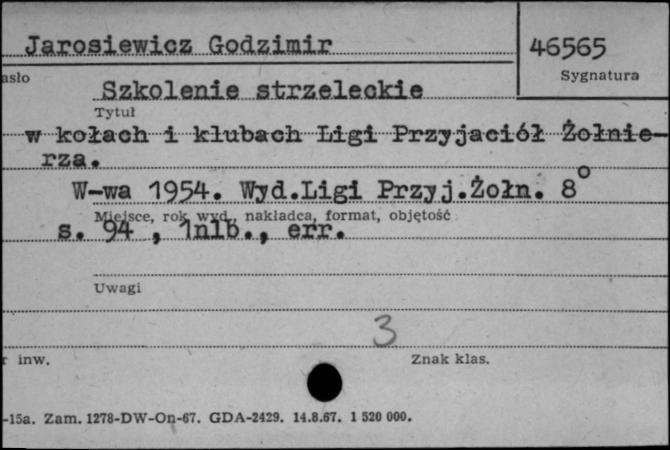 Jarosiewicz Godzimir
46565
asło
Sygnatura
Szkolenie strzeleckie
Tytuł
w kołach i klubach Ligi Przyjaciół Żołnie-
rza.
W-wa 1954. Wyd.Ligi Przyj.Żołn. 8°
Miejsce, rok wyd., nakładca, format, objętość
s. 94 , 1nlb., err.
Uwagi
3
r inw.
Znak klas.
-15a. Zam. 1278-DW-On-67. GDA-2429. 14.8.67. 1 520 000.